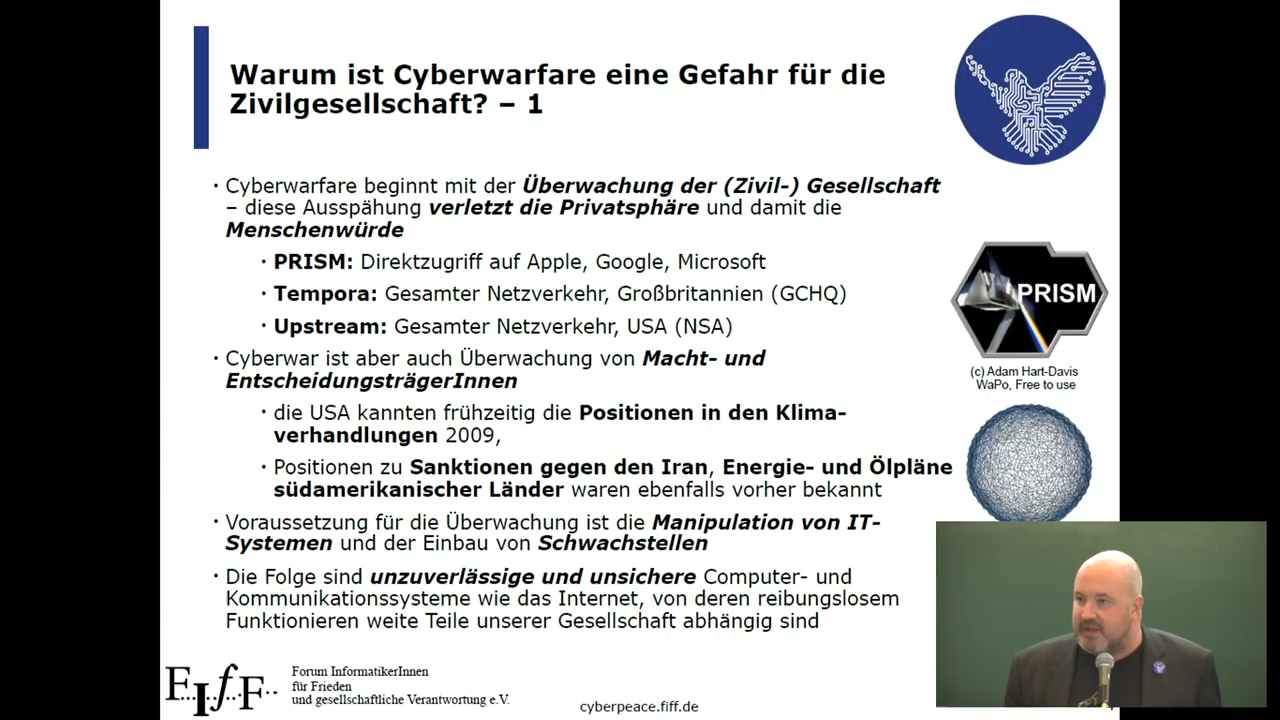 Warum ist Cyberwarfare eine Gefahr für die
Zivilgesellschaft? – 1
· Cyberwarfare beginnt mit der Überwachung der (Zivil-) Gesellschaft
– diese Ausspähung verletzt die Privatsphäre und damit die
Menschenwürde
· PRISM: Direktzugriff auf Apple, Google, Microsoft
· Tempora: Gesamter Netzverkehr, Großbritannien (GCHQ)
· Upstream: Gesamter Netzverkehr, USA (NSA)
· Cyberwar ist aber auch Überwachung von Macht- und
EntscheidungsträgerInnen
· die USA kannten frühzeitig die Positionen in den Klima-
verhandlungen 2009,
· Positionen zu Sanktionen gegen den Iran, Energie- und Ölpläne
südamerikanischer Länder waren ebenfalls vorher bekannt
· Voraussetzung für die Überwachung ist die Manipulation von IT-
Systemen und der Einbau von Schwachstellen
· Die Folge sind unzuverlässige und unsichere Computer- und
Kommunikationssysteme wie das Internet, von deren reibungslosem
Funktionieren weite Teile unserer Gesellschaft abhängig sind
PRISM
(c) Adam Hart-Davis
WaPo, Free to use
FIfF..
Forum InformatikerInnen
für Frieden
und gesellschaftliche Verantwortung e.V.
cyberpeace.fiff.de